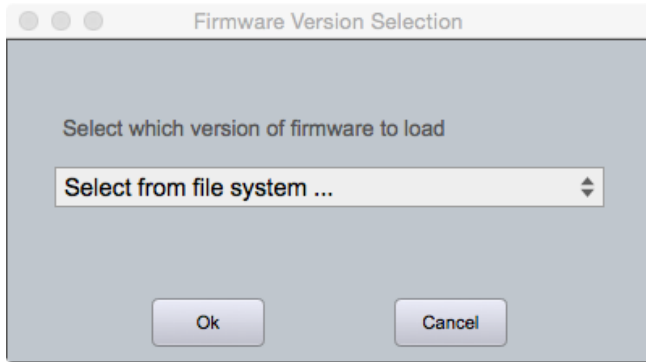 Firmware Version Selection
Select which version of firmware to load
Select from file system ...
Ok Cancel